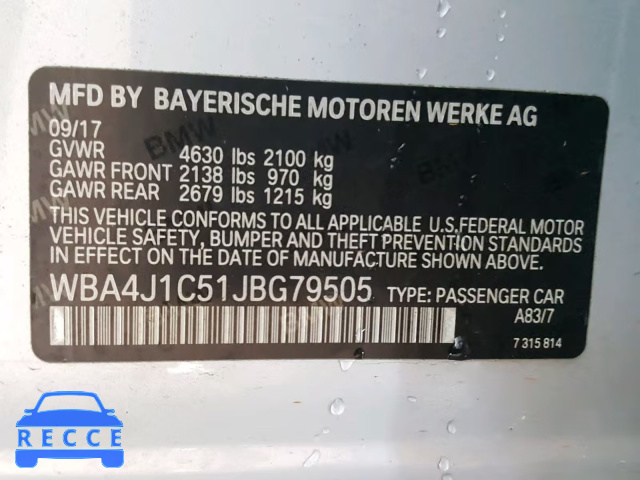 MFD BY BAYERISCHE MOTOREN WERKE AG
09/17
GVWR 4630 lbs 2100 kg
GAWR FRONT 2138 lbs 970 kg
GAWR REAR 2679 lbs 1215 kg
THIS VEHICLE CONFORMS TO ALL APPLICABLE U.S.FEDERAL MOTOR
VEHICLE SAFETY, BUMPER AND THEFT PREVENTION STANDARDS
IN EFFECT ON THE DATE OF MANUFACTURE SHOWN ABOVE
WBA4J1C51JBG79505 TYPE: PASSENGER CAR
A83/7
7 315 814
BMW
BMW
RECCE